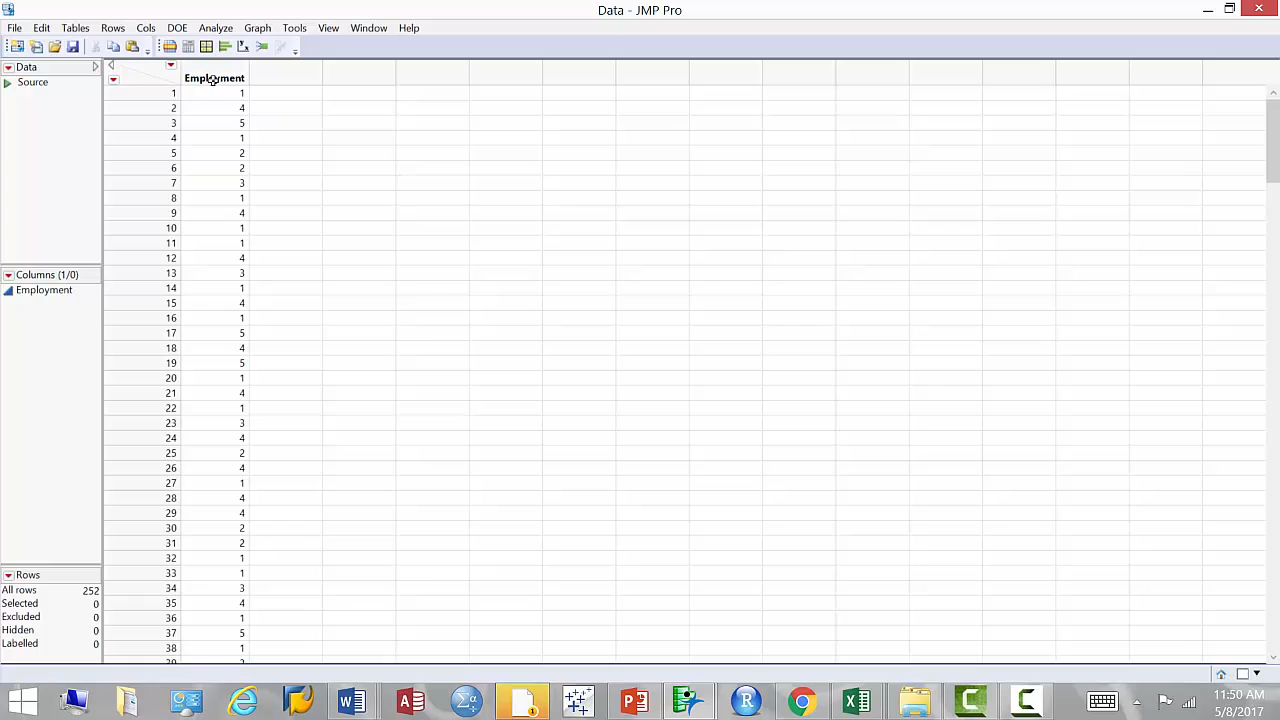 Data - JMP Pro
File Edit Tables Rows Cols DOE Analyze Graph Tools View Window Help
Data
Source
Columns (1/0)
Employment
Rows
All rows 252
Selected 0
Excluded 0
Hidden 0
Labelled 0
Employment
1 1
2 4
3 5
4 1
5 2
6 2
7 3
8 1
9 4
10 1
11 1
12 4
13 3
14 1
15 4
16 1
17 5
18 4
19 5
20 1
21 4
22 1
23 3
24 4
25 2
26 4
27 1
28 4
29 4
30 2
31 2
32 1
33 1
34 3
35 4
36 1
37 5
38 1
11:50 AM
5/8/2017